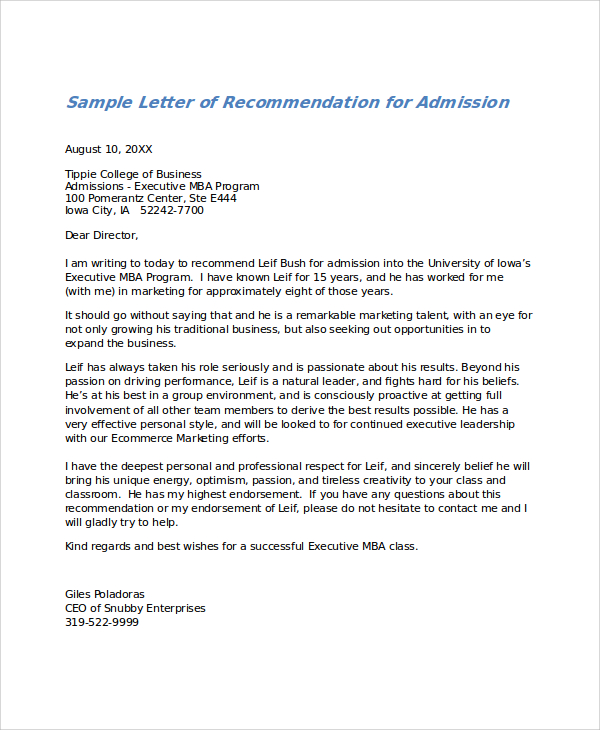 Sample Letter of Recommendation for Admission
August 10, 20XX
Tippie College of Business
Admissions - Executive MBA Program
100 Pomerantz Center, Ste E444
Iowa City, IA   52242-7700
Dear Director,
I am writing to today to recommend Leif Bush for admission into the University of Iowa's
Executive MBA Program.  I have known Leif for 15 years, and he has worked for me
(with me) in marketing for approximately eight of those years.
It should go without saying that and he is a remarkable marketing talent, with an eye for
not only growing his traditional business, but also seeking out opportunities in to
expand the business.
Leif has always taken his role seriously and is passionate about his results. Beyond his
passion on driving performance, Leif is a natural leader, and fights hard for his beliefs.
He's at his best in a group environment, and is consciously proactive at getting full
involvement of all other team members to derive the best results possible. He has a
very effective personal style, and will be looked to for continued executive leadership
with our Ecommerce Marketing efforts.
I have the deepest personal and professional respect for Leif, and sincerely belief he will
bring his unique energy, optimism, passion, and tireless creativity to your class and
classroom.  He has my highest endorsement.  If you have any questions about this
recommendation or my endorsement of Leif, please do not hesitate to contact me and I
will gladly try to help.
Kind regards and best wishes for a successful Executive MBA class.
Giles Poladoras
CEO of Snubby Enterprises
319-522-9999